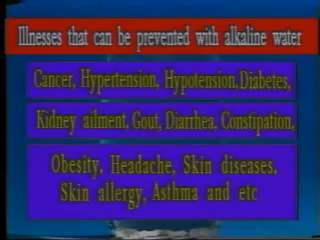 Illnesses that can be prevented with alkaline water
Cancer, Hypertension, Hypotension,Diabetes,
Kidney ailment, Gout, Diarrhea, Constipation,
Obesity, Headache, Skin diseases,
Skin allergy, Asthma and etc